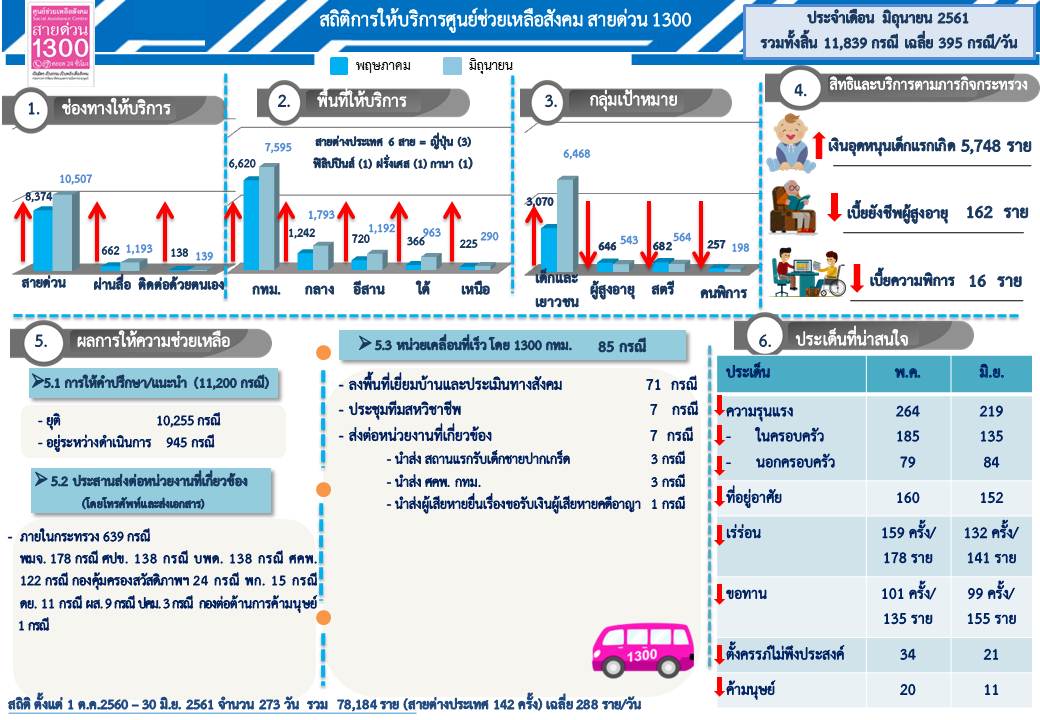 ศูนย์ช่วยเหลือสังคม
Social Assistance Centre
สายด่วน
1300
สถิติการให้บริการศูนย์ช่วยเหลือสังคม สายด่วน 1300
ประจำเดือน มิถุนายน 2561
รวมทั้งสิ้น 11,839 กรณี เฉลี่ย 395 กรณี/วัน
พฤษภาคม
มิถุนายน
1.
ช่องทางให้บริการ
8,374
10,507
662
1,193
138
139
สายด่วน
ผ่านสื่อ
ติดต่อด้วยตนเอง
2.
พื้นที่ให้บริการ
สายต่างประเทศ 6 สาย = ญี่ปุ่น (3)
ฟิลิปปินส์ (1) ฝรั่งเศส (1) กานา (1)
6,620
7,595
1,242
1,793
720
1,192
366
963
225
290
กทม.
กลาง
อีสาน
ใต้
เหนือ
3.
กลุ่มเป้าหมาย
3,070
6,468
646
543
682
564
257
198
เด็กและ
เยาวชน
ผู้สูงอายุ
สตรี
คนพิการ
4.
สิทธิและบริการตามภารกิจกระทรวง
เงินอุดหนุนเด็กแรกเกิด 5,748 ราย
เบี้ยยังชีพผู้สูงอายุ 162 ราย
เบี้ยความพิการ 16 ราย
5.
ผลการให้ความช่วยเหลือ
5.1 การให้คำปรึกษา/แนะนำ (11,200 กรณี)
- ยุติ 10,255 กรณี
- อยู่ระหว่างดำเนินการ 945 กรณี
5.2 ประสานส่งต่อหน่วยงานที่เกี่ยวข้อง
(โดยโทรศัพท์และส่งเอกสาร)
- ภายในกระทรวง 639 กรณี
พมจ. 178 กรณี ศปข. 138 กรณี บพด. 138 กรณี ศคพ.
122 กรณี กองคุ้มครองสวัสดิภาพฯ 24 กรณี พก. 15 กรณี
ดย. 11 กรณี ผส. 9 กรณี ปคม. 3 กรณี กองต่อต้านการค้ามนุษย์
1 กรณี
5.3 หน่วยเคลื่อนที่เร็ว โดย 1300 กทม. 85 กรณี
- ลงพื้นที่เยี่ยมบ้านและประเมินทางสังคม 71 กรณี
- ประชุมทีมสหวิชาชีพ 7 กรณี
- ส่งต่อหน่วยงานที่เกี่ยวข้อง 7 กรณี
- นำส่ง สถานแรกรับเด็กชายปากเกร็ด 3 กรณี
- นำส่ง ศคพ. กทม. 3 กรณี
- นำส่งผู้เสียหายยื่นเรื่องขอรับเงินผู้เสียหายคดีอาญา 1 กรณี
1300
6.
ประเด็นที่น่าสนใจ
ประเด็น พ.ค. มิ.ย.
ความรุนแรง 264 219
- ในครอบครัว 185 135
- นอกครอบครัว 79 84
ที่อยู่อาศัย 160 152
เร่ร่อน 159 ครั้ง/ 132 ครั้ง/
178 ราย 141 ราย
ขอทาน 101 ครั้ง/ 99 ครั้ง/
135 ราย 155 ราย
ตั้งครรภ์ไม่พึงประสงค์ 34 21
ค้ามนุษย์ 20 11
สถิติ ตั้งแต่ 1 ต.ค.2560 – 30 มิ.ย. 2561 จำนวน 273 วัน รวม 78,184 ราย (สายต่างประเทศ 142 ครั้ง) เฉลี่ย 288 ราย/วัน